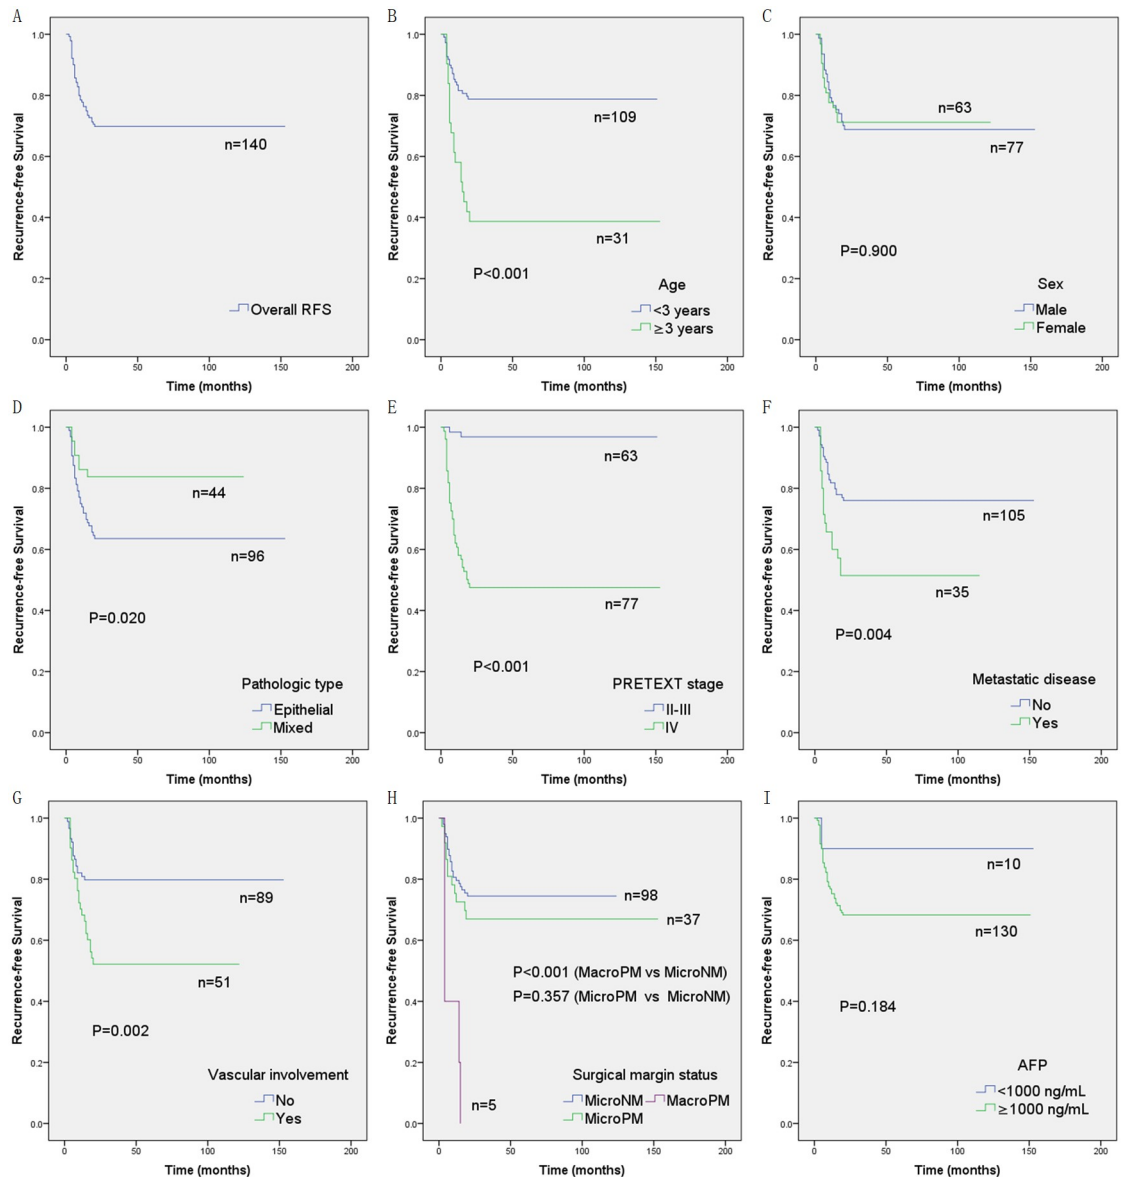 A
Recurrence-free Survival
1.0
0.8
0.6
0.4
0.2
0.0
n=140
Overall RFS
0 50 100 150 200
Time (months)
B
Recurrence-free Survival
1.0
0.8
0.6
0.4
0.2
0.0
n=109
n=31
P<0.001
Age
<3 years
≥3 years
0 50 100 150 200
Time (months)
C
Recurrence-free Survival
1.0
0.8
0.6
0.4
0.2
0.0
n=63
n=77
P=0.900
Sex
Male
Female
0 50 100 150 200
Time (months)
D
Recurrence-free Survival
1.0
0.8
0.6
0.4
0.2
0.0
n=44
n=96
P=0.020
Pathologic type
Epithelial
Mixed
0 50 100 150 200
Time (months)
E
Recurrence-free Survival
1.0
0.8
0.6
0.4
0.2
0.0
n=63
n=77
P<0.001
PRETEXT stage
II-III
IV
0 50 100 150 200
Time (months)
F
Recurrence-free Survival
1.0
0.8
0.6
0.4
0.2
0.0
n=105
n=35
P=0.004
Metastatic disease
No
Yes
0 50 100 150 200
Time (months)
G
Recurrence-free Survival
1.0
0.8
0.6
0.4
0.2
0.0
n=89
n=51
P=0.002
Vascular involvement
No
Yes
0 50 100 150 200
Time (months)
H
Recurrence-free Survival
1.0
0.8
0.6
0.4
0.2
0.0
n=98
n=37
P<0.001 (MacroPM vs MicroNM)
P=0.357 (MicroPM vs MicroNM)
n=5
Surgical margin status
MicroNM MacroPM
MicroPM
0 50 100 150 200
Time (months)
I
Recurrence-free Survival
1.0
0.8
0.6
0.4
0.2
0.0
n=10
n=130
P=0.184
AFP
<1000 ng/mL
≥1000 ng/mL
0 50 100 150 200
Time (months)